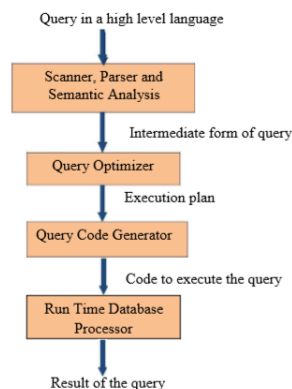 Query in a high level language
Scanner, Parser and
Semantic Analysis
Intermediate form of query
Query Optimizer
Execution plan
Query Code Generator
Code to execute the query
Run Time Database
Processor
Result of the query